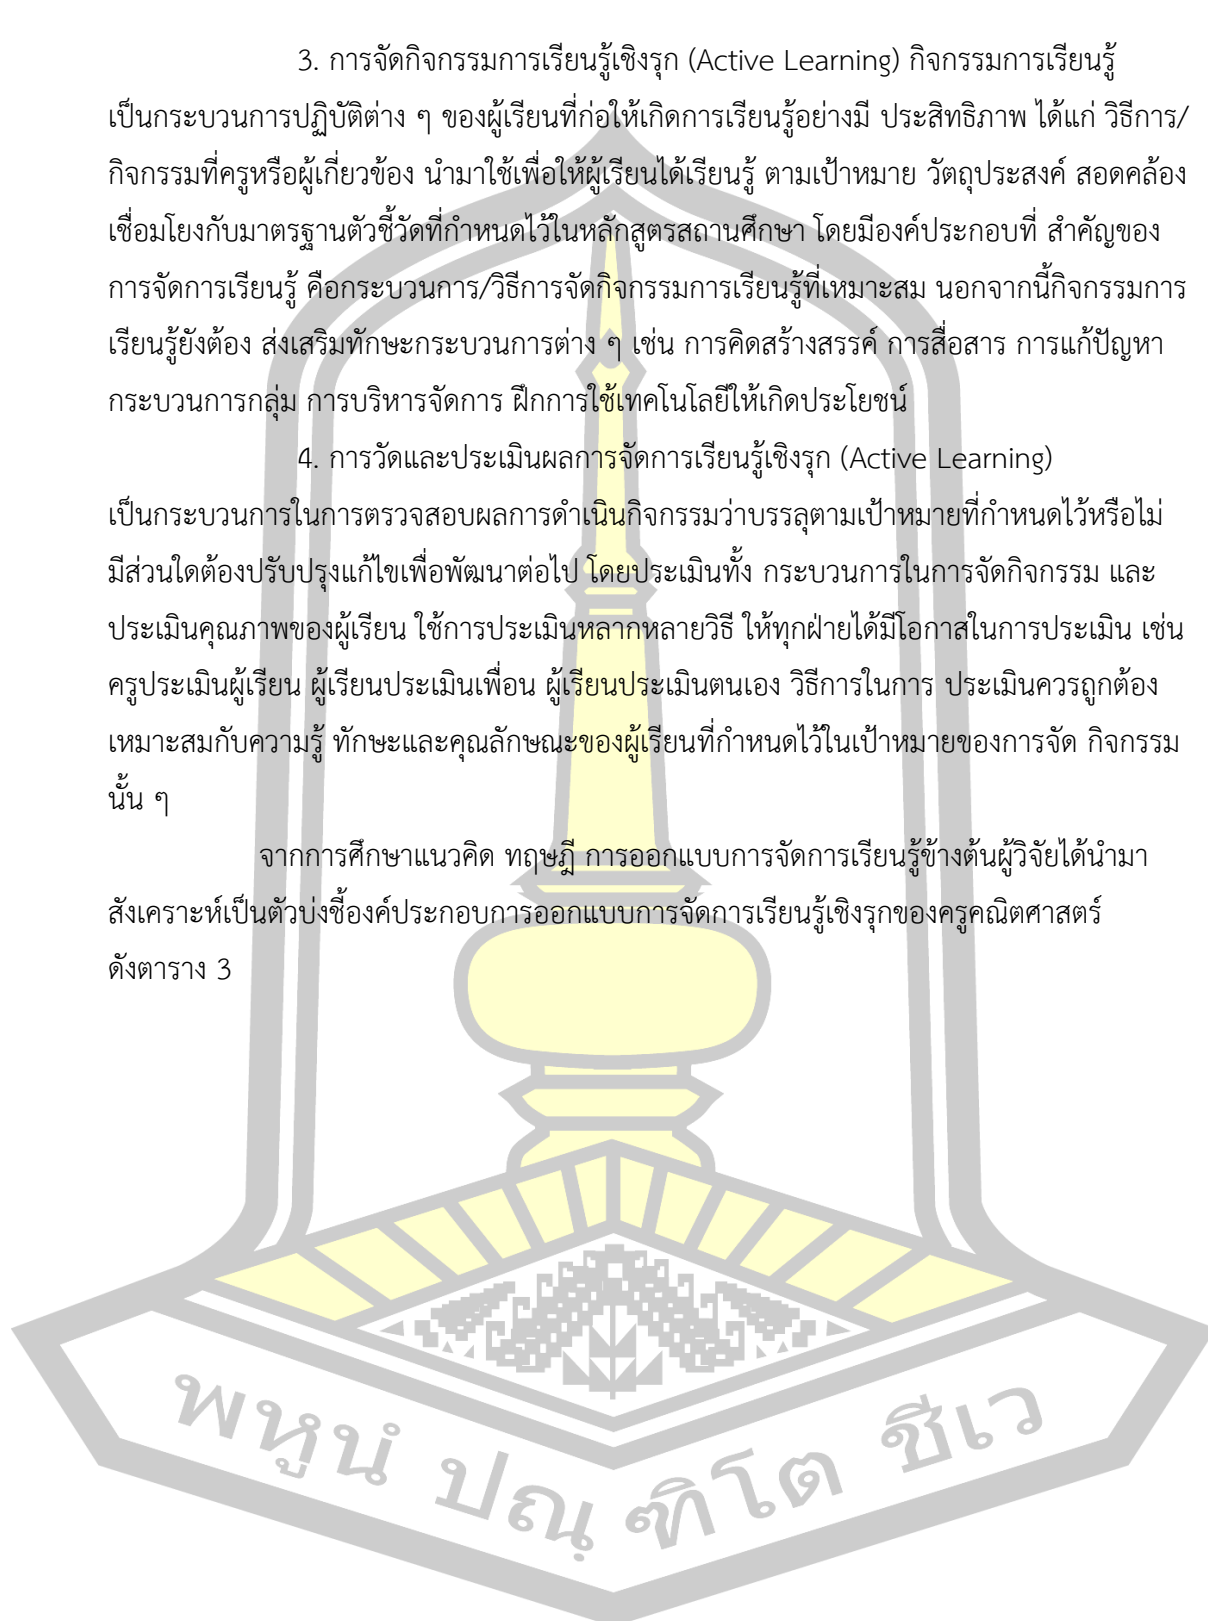 3. การจัดกิจกรรมการเรียนรู้เชิงรุก (Active Learning) กิจกรรมการเรียนรู้
เป็นกระบวนการปฏิบัติต่าง ๆ ของผู้เรียนที่ก่อให้เกิดการเรียนรู้อย่างมี ประสิทธิภาพ ได้แก่ วิธีการ/
กิจกรรมที่ครูหรือผู้เกี่ยวข้อง นำมาใช้เพื่อให้ผู้เรียนได้เรียนรู้ ตามเป้าหมาย วัตถุประสงค์ สอดคล้อง
เชื่อมโยงกับมาตรฐานตัวชี้วัดที่กำหนดไว้ในหลักสูตรสถานศึกษา โดยมีองค์ประกอบที่ สำคัญของ
การจัดการเรียนรู้ คือกระบวนการ/วิธีการจัดกิจกรรมการเรียนรู้ที่เหมาะสม นอกจากนี้กิจกรรมการ
เรียนรู้ยังต้อง ส่งเสริมทักษะกระบวนการต่าง ๆ เช่น การคิดสร้างสรรค์ การสื่อสาร การแก้ปัญหา
กระบวนการกลุ่ม การบริหารจัดการ ฝึกการใช้เทคโนโลยีให้เกิดประโยชน์
4. การวัดและประเมินผลการจัดการเรียนรู้เชิงรุก (Active Learning)
เป็นกระบวนการในการตรวจสอบผลการดำเนินกิจกรรมว่าบรรลุตามเป้าหมายที่กำหนดไว้หรือไม่
มีส่วนใดต้องปรับปรุงแก้ไขเพื่อพัฒนาต่อไป โดยประเมินทั้ง กระบวนการในการจัดกิจกรรม และ
ประเมินคุณภาพของผู้เรียน ใช้การประเมินหลากหลายวิธี ให้ทุกฝ่ายได้มีโอกาสในการประเมิน เช่น
ครูประเมินผู้เรียน ผู้เรียนประเมินเพื่อน ผู้เรียนประเมินตนเอง วิธีการในการ ประเมินควรถูกต้อง
เหมาะสมกับความรู้ ทักษะและคุณลักษณะของผู้เรียนที่กำหนดไว้ในเป้าหมายของการจัด กิจกรรม
นั้น ๆ
จากการศึกษาแนวคิด ทฤษฎี การออกแบบการจัดการเรียนรู้ข้างต้นผู้วิจัยได้นำมา
สังเคราะห์เป็นตัวบ่งชี้องค์ประกอบการออกแบบการจัดการเรียนรู้เชิงรุกของครูคณิตศาสตร์
ดังตาราง 3
พหูนํ ปณฺฑิโต ชีเว